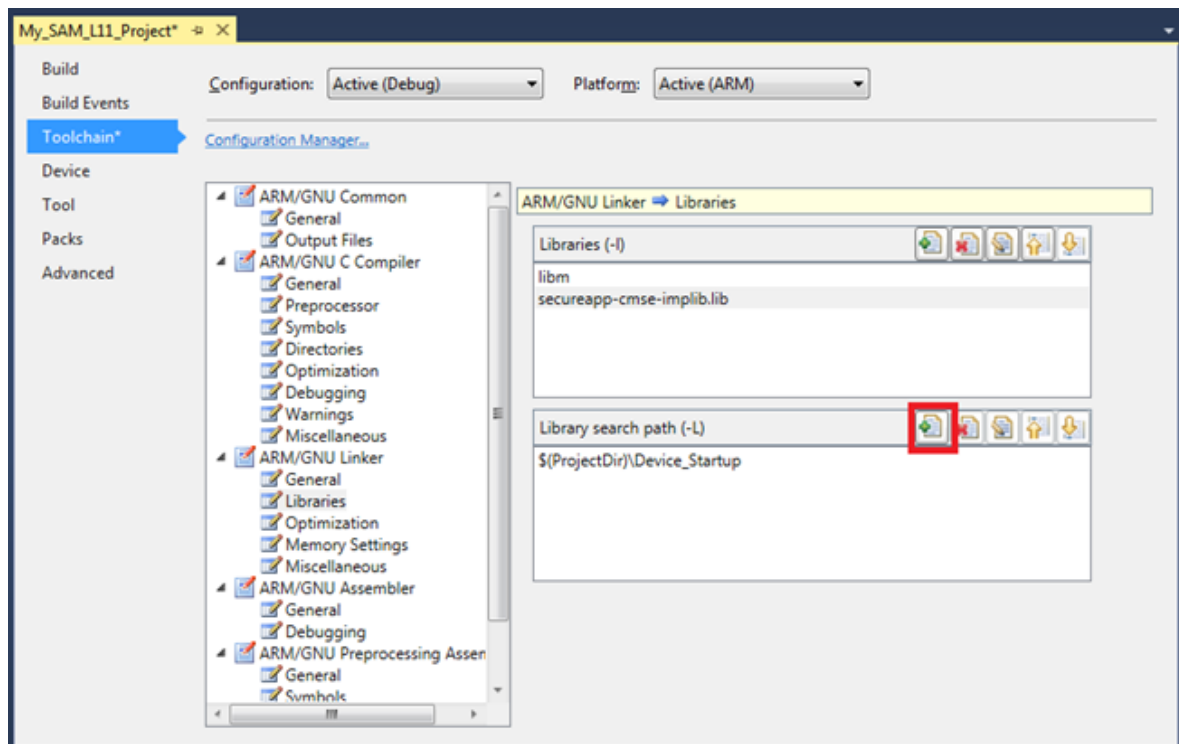 My_SAM_L11_Project*
Build
Build Events
Toolchain*
Device
Tool
Packs
Advanced
Configuration: Active (Debug) Platform: Active (ARM)
Configuration Manager...
ARM/GNU Common
General
Output Files
ARM/GNU C Compiler
General
Preprocessor
Symbols
Directories
Optimization
Debugging
Warnings
Miscellaneous
ARM/GNU Linker
General
Libraries
Optimization
Memory Settings
Miscellaneous
ARM/GNU Assembler
General
Debugging
ARM/GNU Preprocessing Assem
General
Symbols
ARM/GNU Linker ➡ Libraries
Libraries (-l)
libm
secureapp-cmse-implib.lib
Library search path (-L)
$(ProjectDir)\Device_Startup